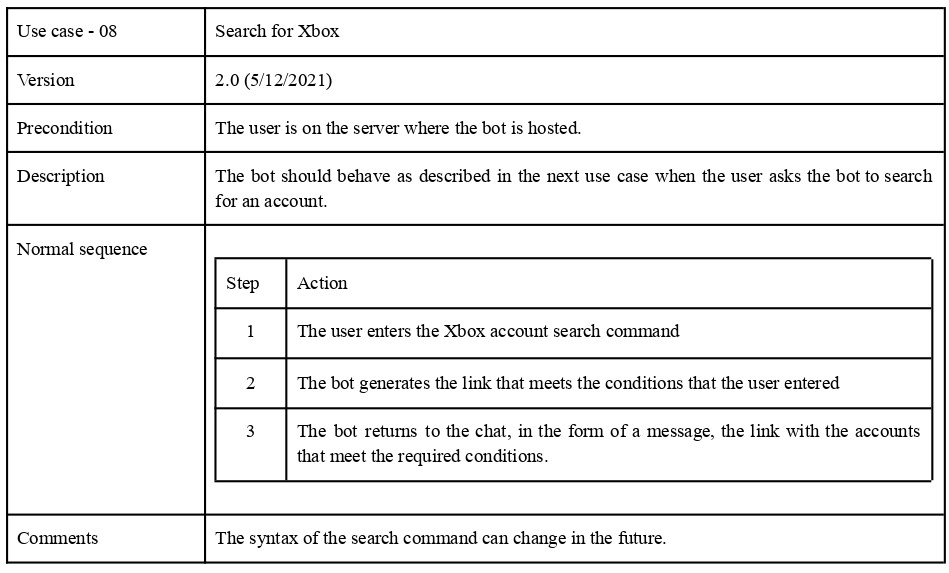 Use case - 08
Search for Xbox
Version
2.0 (5/12/2021)
Precondition
The user is on the server where the bot is hosted.
Description
The bot should behave as described in the next use case when the user asks the bot to search
for an account.
Normal sequence
Step
Action
1
The user enters the Xbox account search command
2
The bot generates the link that meets the conditions that the user entered
3
The bot returns to the chat, in the form of a message, the link with the accounts
that meet the required conditions.
Comments
The syntax of the search command can change in the future.